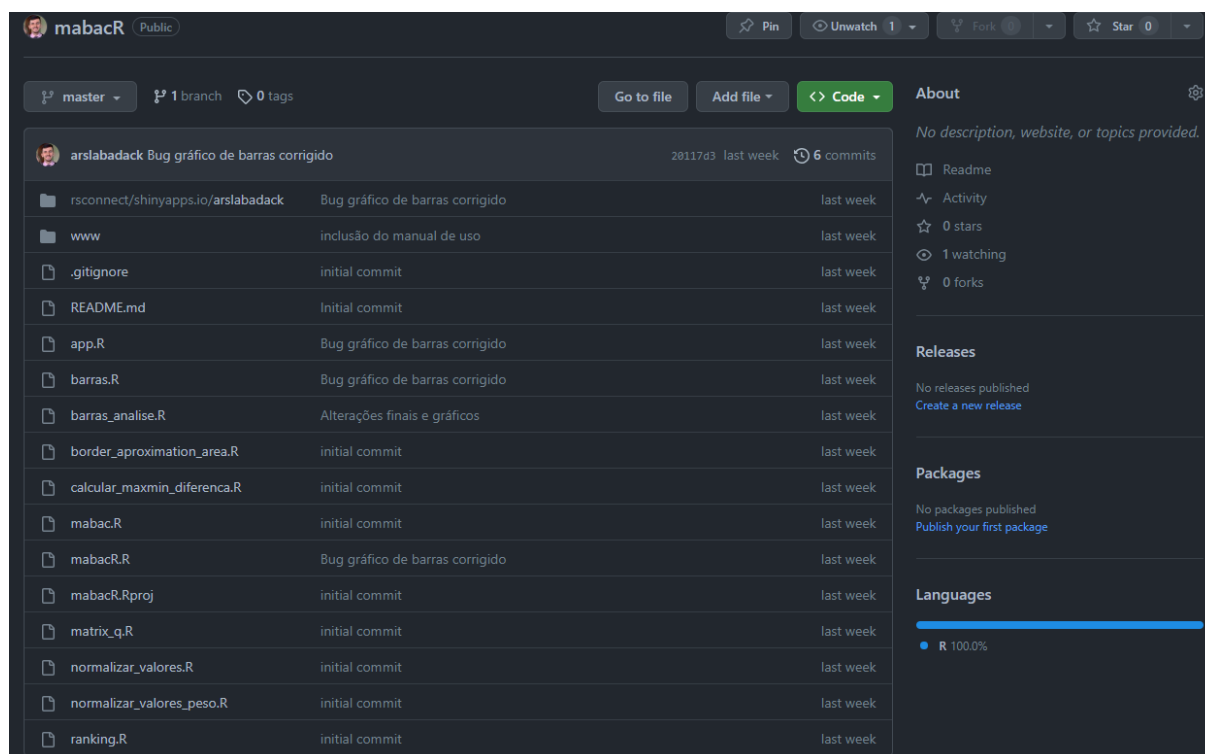 mabacR Public Pin Unwatch 1 Fork 0 Star 0
master 1 branch 0 tags Go to file Add file <> Code
arslabadack Bug gráfico de barras corrigido 20117d3 last week 6 commits
rsconnect/shinyapps.io/arslabadack Bug gráfico de barras corrigido last week
www inclusão do manual de uso last week
.gitignore initial commit last week
README.md Initial commit last week
app.R Bug gráfico de barras corrigido last week
barras.R Bug gráfico de barras corrigido last week
barras_analise.R Alterações finais e gráficos last week
border_aproximation_area.R initial commit last week
calcular_maxmin_diferenca.R initial commit last week
mabac.R initial commit last week
mabacR.R Bug gráfico de barras corrigido last week
mabacR.Rproj initial commit last week
matrix_q.R initial commit last week
normalizar_valores.R initial commit last week
normalizar_valores_peso.R initial commit last week
ranking.R initial commit last week
About
No description, website, or topics provided.
Readme
Activity
0 stars
1 watching
0 forks
Releases
No releases published
Create a new release
Packages
No packages published
Publish your first package
Languages
R 100.0%